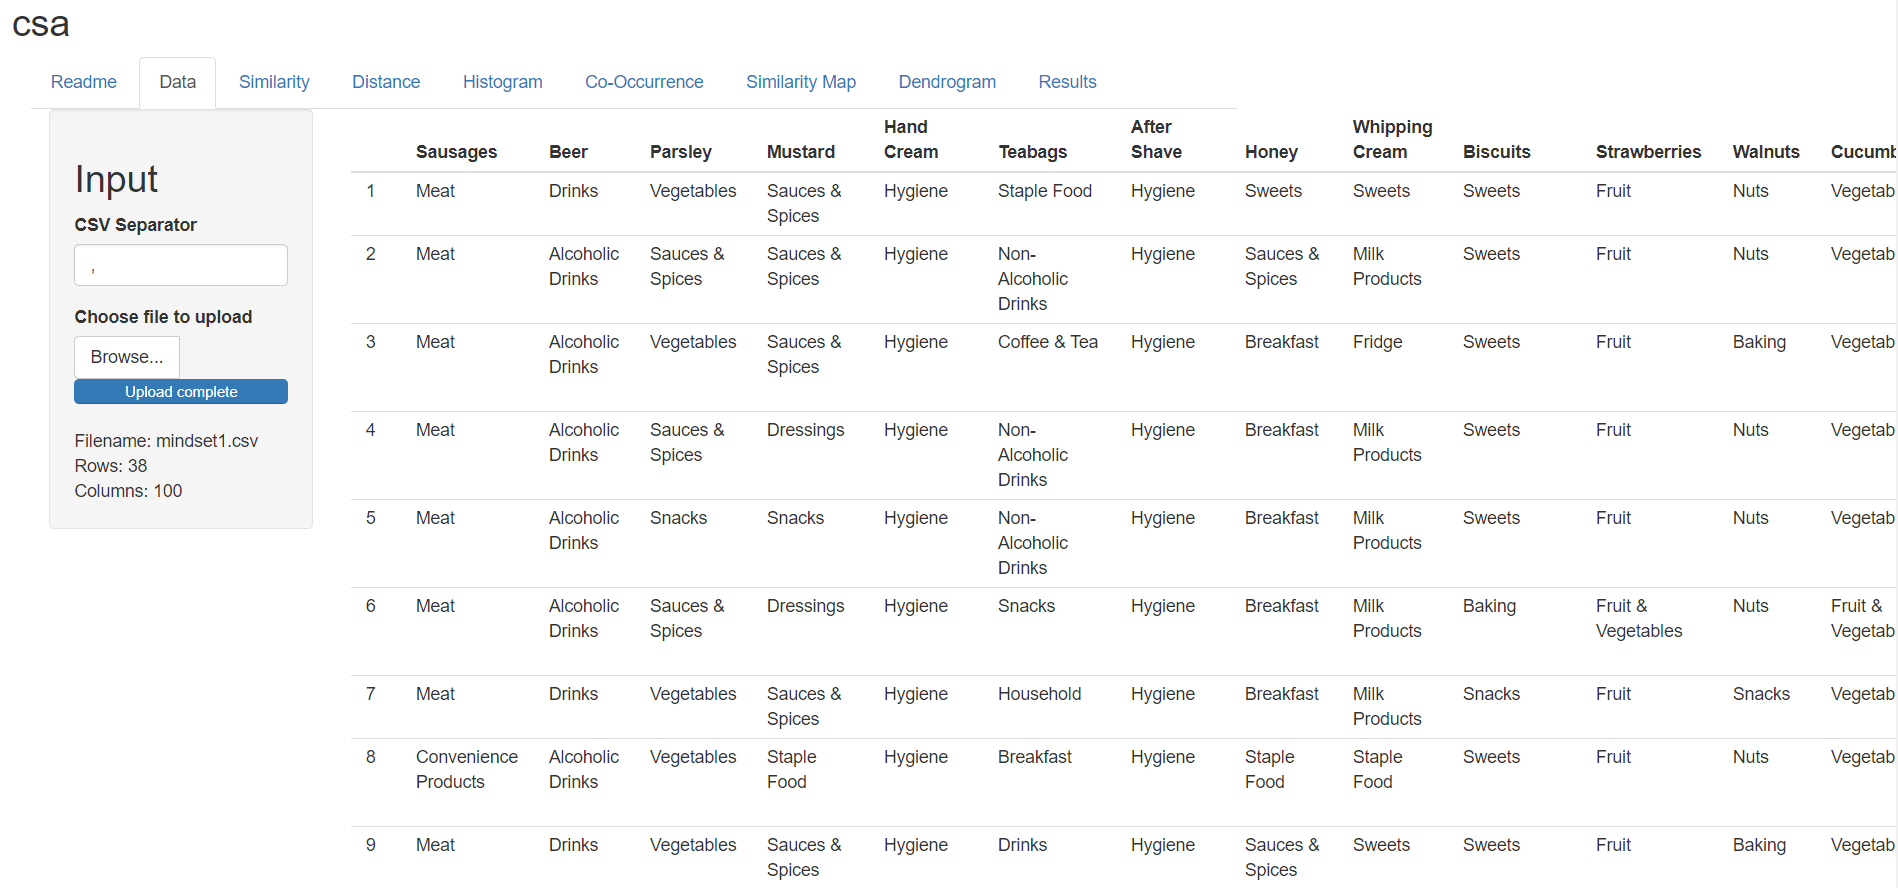 csa
Readme Data Similarity Distance Histogram Co-Occurrence Similarity Map Dendrogram Results
Input
CSV Separator
,
Choose file to upload
Browse...
Upload complete
Filename: mindset1.csv
Rows: 38
Columns: 100
Hand After Whipping
Sausages Beer Parsley Mustard Cream Teabags Shave Honey Cream Biscuits Strawberries Walnuts Cucumb
1 Meat Drinks Vegetables Sauces & Hygiene Staple Food Hygiene Sweets Sweets Sweets Fruit Nuts Vegetab
Spices
2 Meat Alcoholic Sauces & Sauces & Hygiene Non- Hygiene Sauces & Milk Sweets Fruit Nuts Vegetab
Drinks Spices Spices Alcoholic Spices Products
Drinks
3 Meat Alcoholic Vegetables Sauces & Hygiene Coffee & Tea Hygiene Breakfast Fridge Sweets Fruit Baking Vegetab
Drinks Spices
4 Meat Alcoholic Sauces & Dressings Hygiene Non- Hygiene Breakfast Milk Sweets Fruit Nuts Vegetab
Drinks Spices Alcoholic Products
Drinks
5 Meat Alcoholic Snacks Snacks Hygiene Non- Hygiene Breakfast Milk Sweets Fruit Nuts Vegetab
Drinks Alcoholic Products
Drinks
6 Meat Alcoholic Sauces & Dressings Hygiene Snacks Hygiene Breakfast Milk Baking Fruit & Nuts Fruit &
Drinks Spices Products Vegetables Vegetab
7 Meat Drinks Vegetables Sauces & Hygiene Household Hygiene Breakfast Milk Snacks Fruit Snacks Vegetab
Spices Products
8 Convenience Alcoholic Vegetables Staple Hygiene Breakfast Hygiene Staple Staple Sweets Fruit Nuts Vegetab
Products Drinks Food Food Food
9 Meat Drinks Vegetables Sauces & Hygiene Drinks Hygiene Sauces & Sweets Sweets Fruit Baking Vegetab
Spices Spices